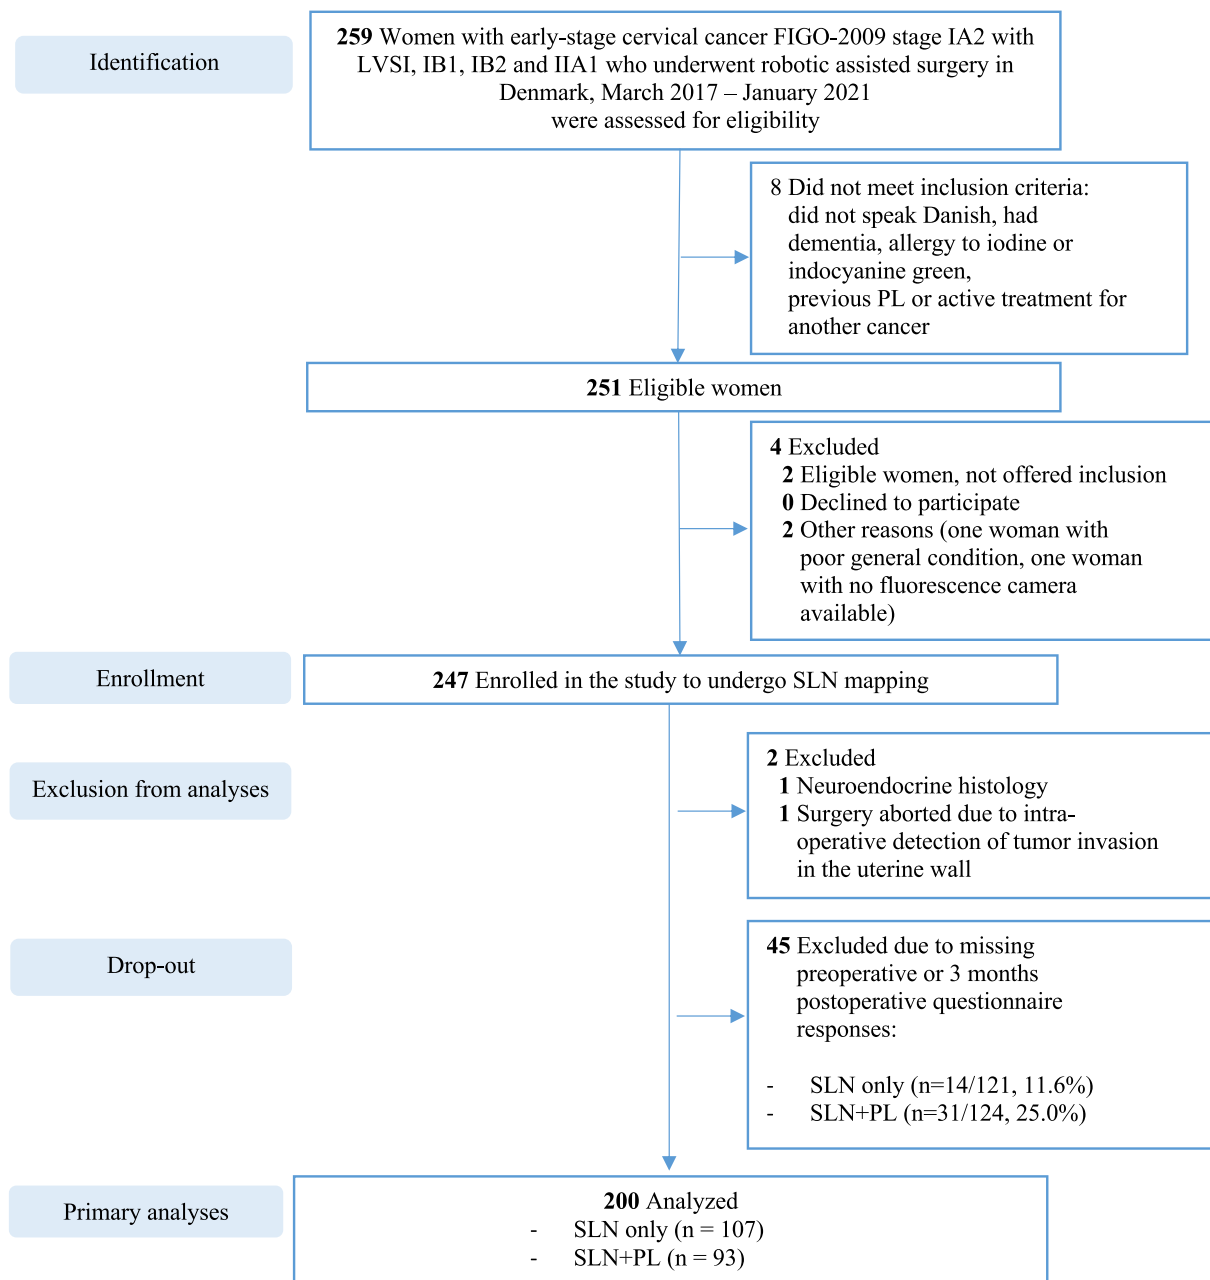 Identification
259 Women with early-stage cervical cancer FIGO-2009 stage IA2 with
LVSI, IB1, IB2 and IIA1 who underwent robotic assisted surgery in
Denmark, March 2017 – January 2021
were assessed for eligibility
8 Did not meet inclusion criteria:
did not speak Danish, had
dementia, allergy to iodine or
indocyanine green,
previous PL or active treatment for
another cancer
251 Eligible women
4 Excluded
2 Eligible women, not offered inclusion
0 Declined to participate
2 Other reasons (one woman with
poor general condition, one woman
with no fluorescence camera
available)
Enrollment
247 Enrolled in the study to undergo SLN mapping
Exclusion from analyses
2 Excluded
1 Neuroendocrine histology
1 Surgery aborted due to intra-
operative detection of tumor invasion
in the uterine wall
Drop-out
45 Excluded due to missing
preoperative or 3 months
postoperative questionnaire
responses:
- SLN only (n=14/121, 11.6%)
- SLN+PL (n=31/124, 25.0%)
Primary analyses
200 Analyzed
- SLN only (n = 107)
- SLN+PL (n = 93)